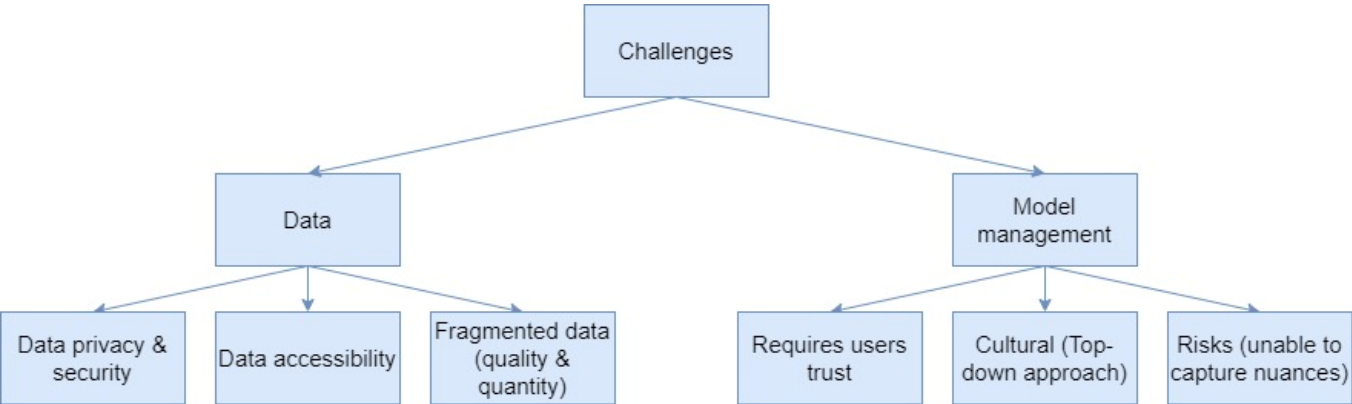 Challenges
Data
Model
management
Data privacy &
security
Data accessibility
Fragmented data
(quality &
quantity)
Requires users
trust
Cultural (Top-
down approach)
Risks (unable to
capture nuances)